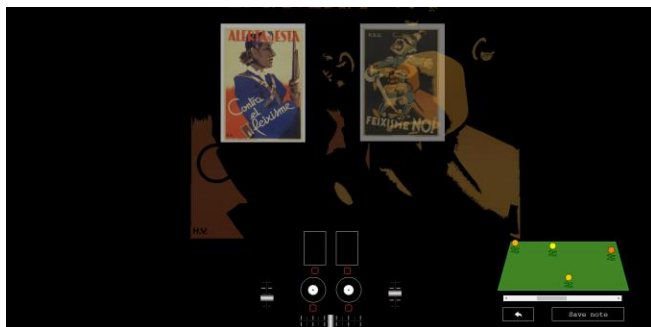 ALERTA ESTA
Contra
el
feixisme
FEIXISME NO!
H.V.
Save note